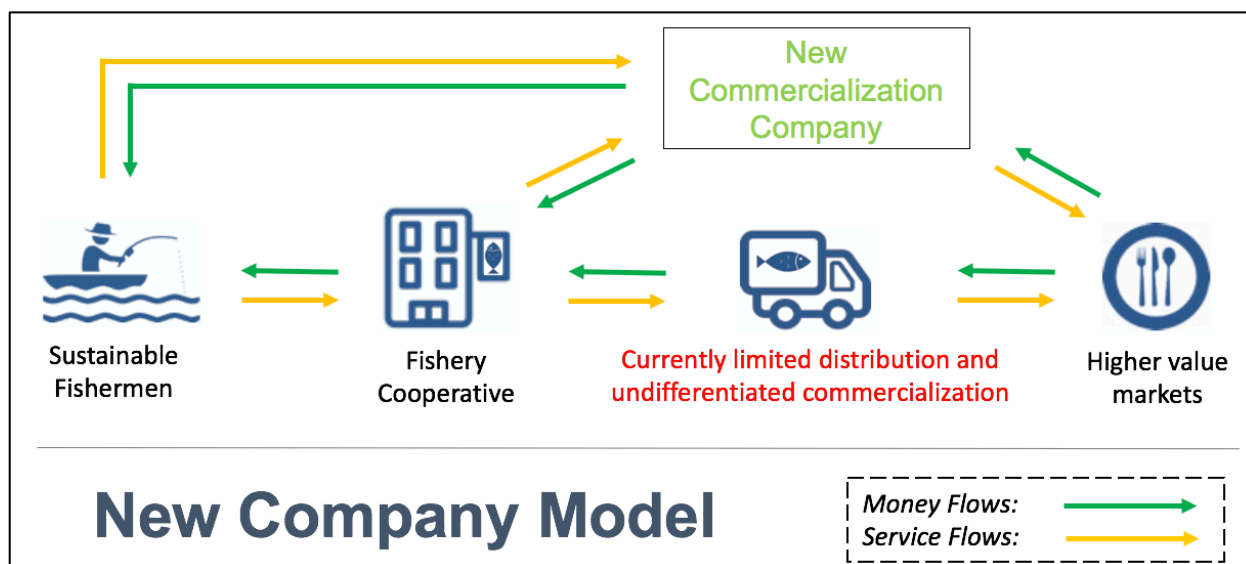 New
Commercialization
Company
Sustainable
Fishermen
Fishery
Cooperative
Currently limited distribution and
undifferentiated commercialization
Higher value
markets
New Company Model
Money Flows:
Service Flows: